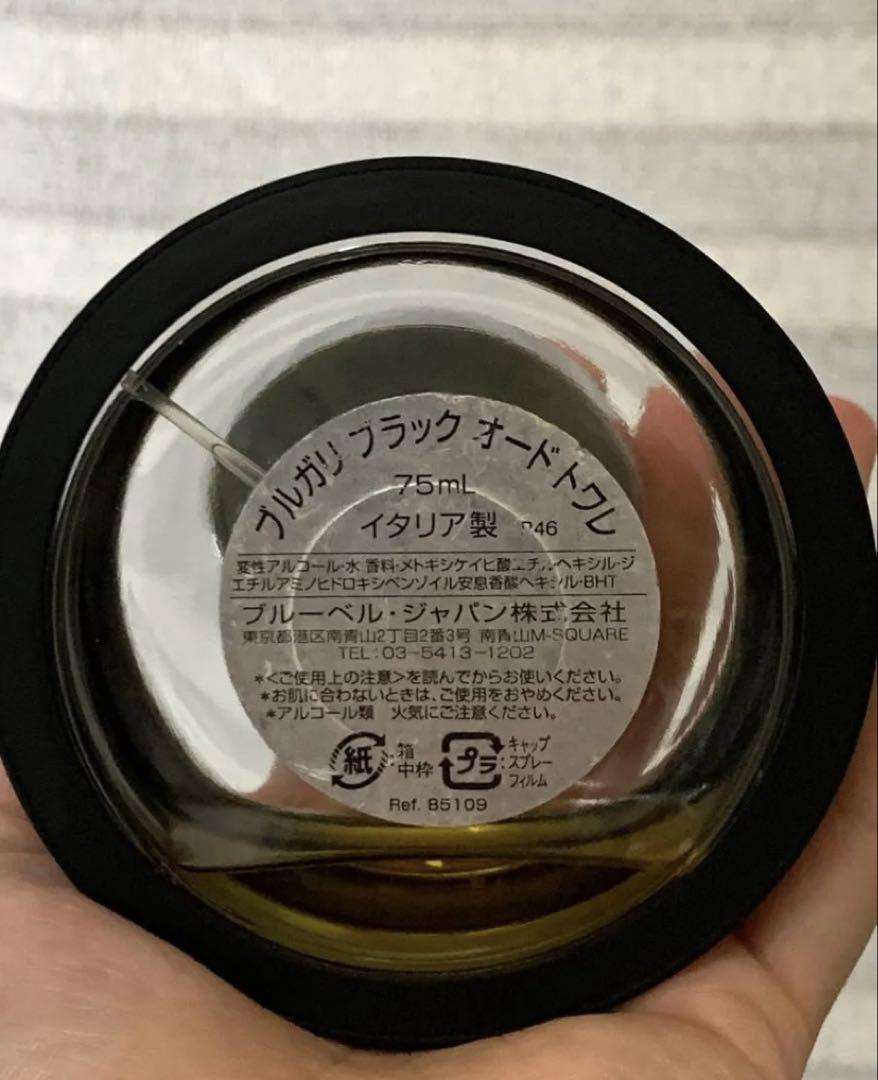 ブルガリ ブラック オードトワレ
75mL
イタリア製
変性アルコール・水・香料・メトキシケイヒ酸エチルヘキシル・ジ
エチルアミノヒドロキシベンゾイル安息香酸ヘキシル・BHT
ブルーベル・ジャパン株式会社
東京都港区南青山2丁目2番3号 南青山M-SQUARE
TEL:03-5413-1202
*<ご使用上の注意>を読んでからお使いください。
*お肌に合わないときは、ご使用をおやめください。
*アルコール類 火気にご注意ください。
紙:箱
中枠
プラ:キャップ
スプレー
フィルム
Ref. 85109